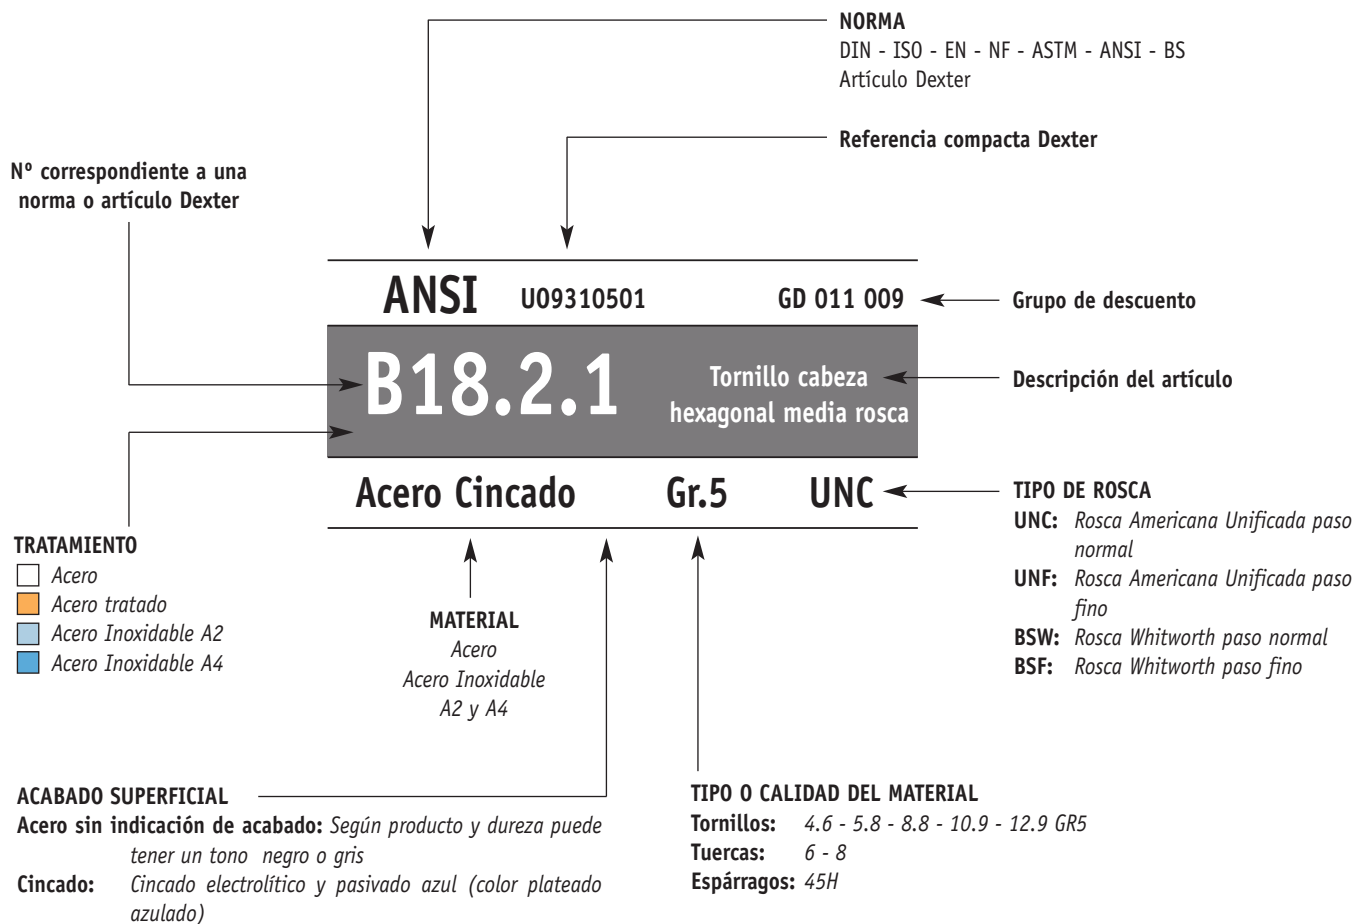 NORMA
DIN - ISO - EN - NF - ASTM - ANSI - BS
Artículo Dexter
Referencia compacta Dexter
Nº correspondiente a una
norma o artículo Dexter
ANSI U09310501 GD 011 009
Grupo de descuento
B18.2.1
Tornillo cabeza
hexagonal media rosca
Descripción del artículo
Acero Cincado Gr.5 UNC
TIPO DE ROSCA
UNC: Rosca Americana Unificada paso
normal
UNF: Rosca Americana Unificada paso
fino
BSW: Rosca Whitworth paso normal
BSF: Rosca Whitworth paso fino
TRATAMIENTO
Acero
Acero tratado
Acero Inoxidable A2
Acero Inoxidable A4
MATERIAL
Acero
Acero Inoxidable
A2 y A4
ACABADO SUPERFICIAL
Acero sin indicación de acabado: Según producto y dureza puede
tener un tono negro o gris
Cincado: Cincado electrolítico y pasivado azul (color plateado
azulado)
TIPO O CALIDAD DEL MATERIAL
Tornillos: 4.6 - 5.8 - 8.8 - 10.9 - 12.9 GR5
Tuercas: 6 - 8
Espárragos: 45H